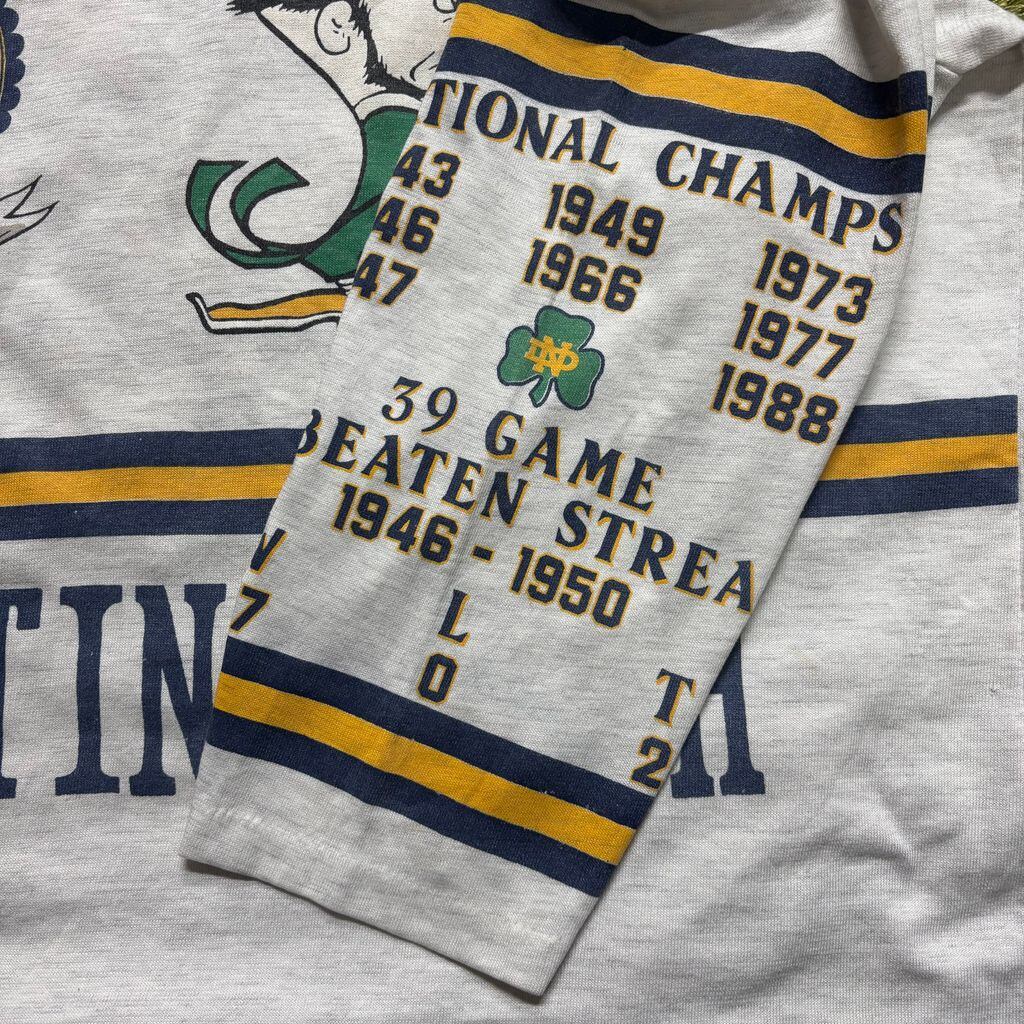 TIONAL CHAMPS
43 1949 1973
46 1966 1977
47 1988
ND
39 GAME
BEATEN STREA
1946 - 1950
L T
7 0 2
TIN